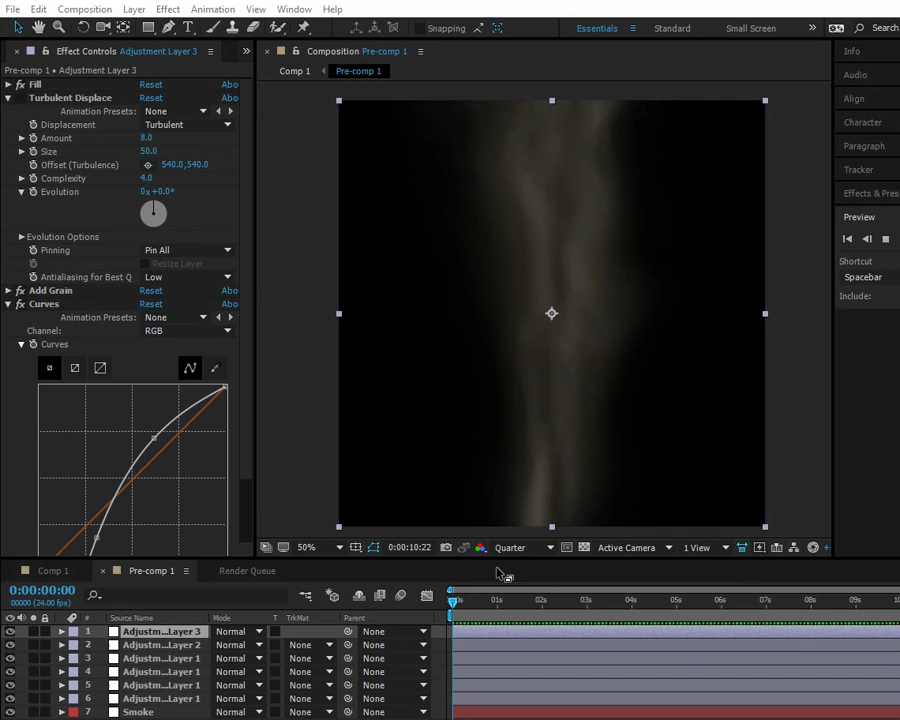 File Edit Composition Layer Effect Animation View Window Help
Snapping Essentials Standard Small Screen Search
Effect Controls Adjustment Layer 3
Composition Pre-comp 1
Pre-comp 1 • Adjustment Layer 3
Comp 1 Pre-comp 1
fx Fill Reset Abo
Turbulent Displace Reset Abo
Animation Presets: None
Displacement Turbulent
Amount 8.0
Size 50.0
Offset (Turbulence) 540.0,540.0
Complexity 4.0
Evolution 0x+0.0°
Evolution Options
Pinning Pin All
Resize Layer
Antialiasing for Best Q Low
fx Add Grain Reset Abo
fx Curves Reset Abo
Animation Presets: None
Channel: RGB
Curves
Info
Audio
Align
Character
Paragraph
Tracker
Effects & Pres
Preview
Shortcut
Spacebar
Include:
50% 0:00:10:22 Quarter Active Camera 1 View
Comp 1 Pre-comp 1 Render Queue
0:00:00:00
00000 (24.00 fps)
0s 01s 02s 03s 04s 05s 06s 07s 08s 09s 10
# Source Name Mode T TrkMat Parent
1 Adjustm...Layer 3 Normal None
2 Adjustm...Layer 2 Normal None None
3 Adjustm...Layer 1 Normal None None
4 Adjustm...Layer 1 Normal None None
5 Adjustm...Layer 1 Normal None None
6 Adjustm...Layer 1 Normal None None
7 Smoke Normal None None